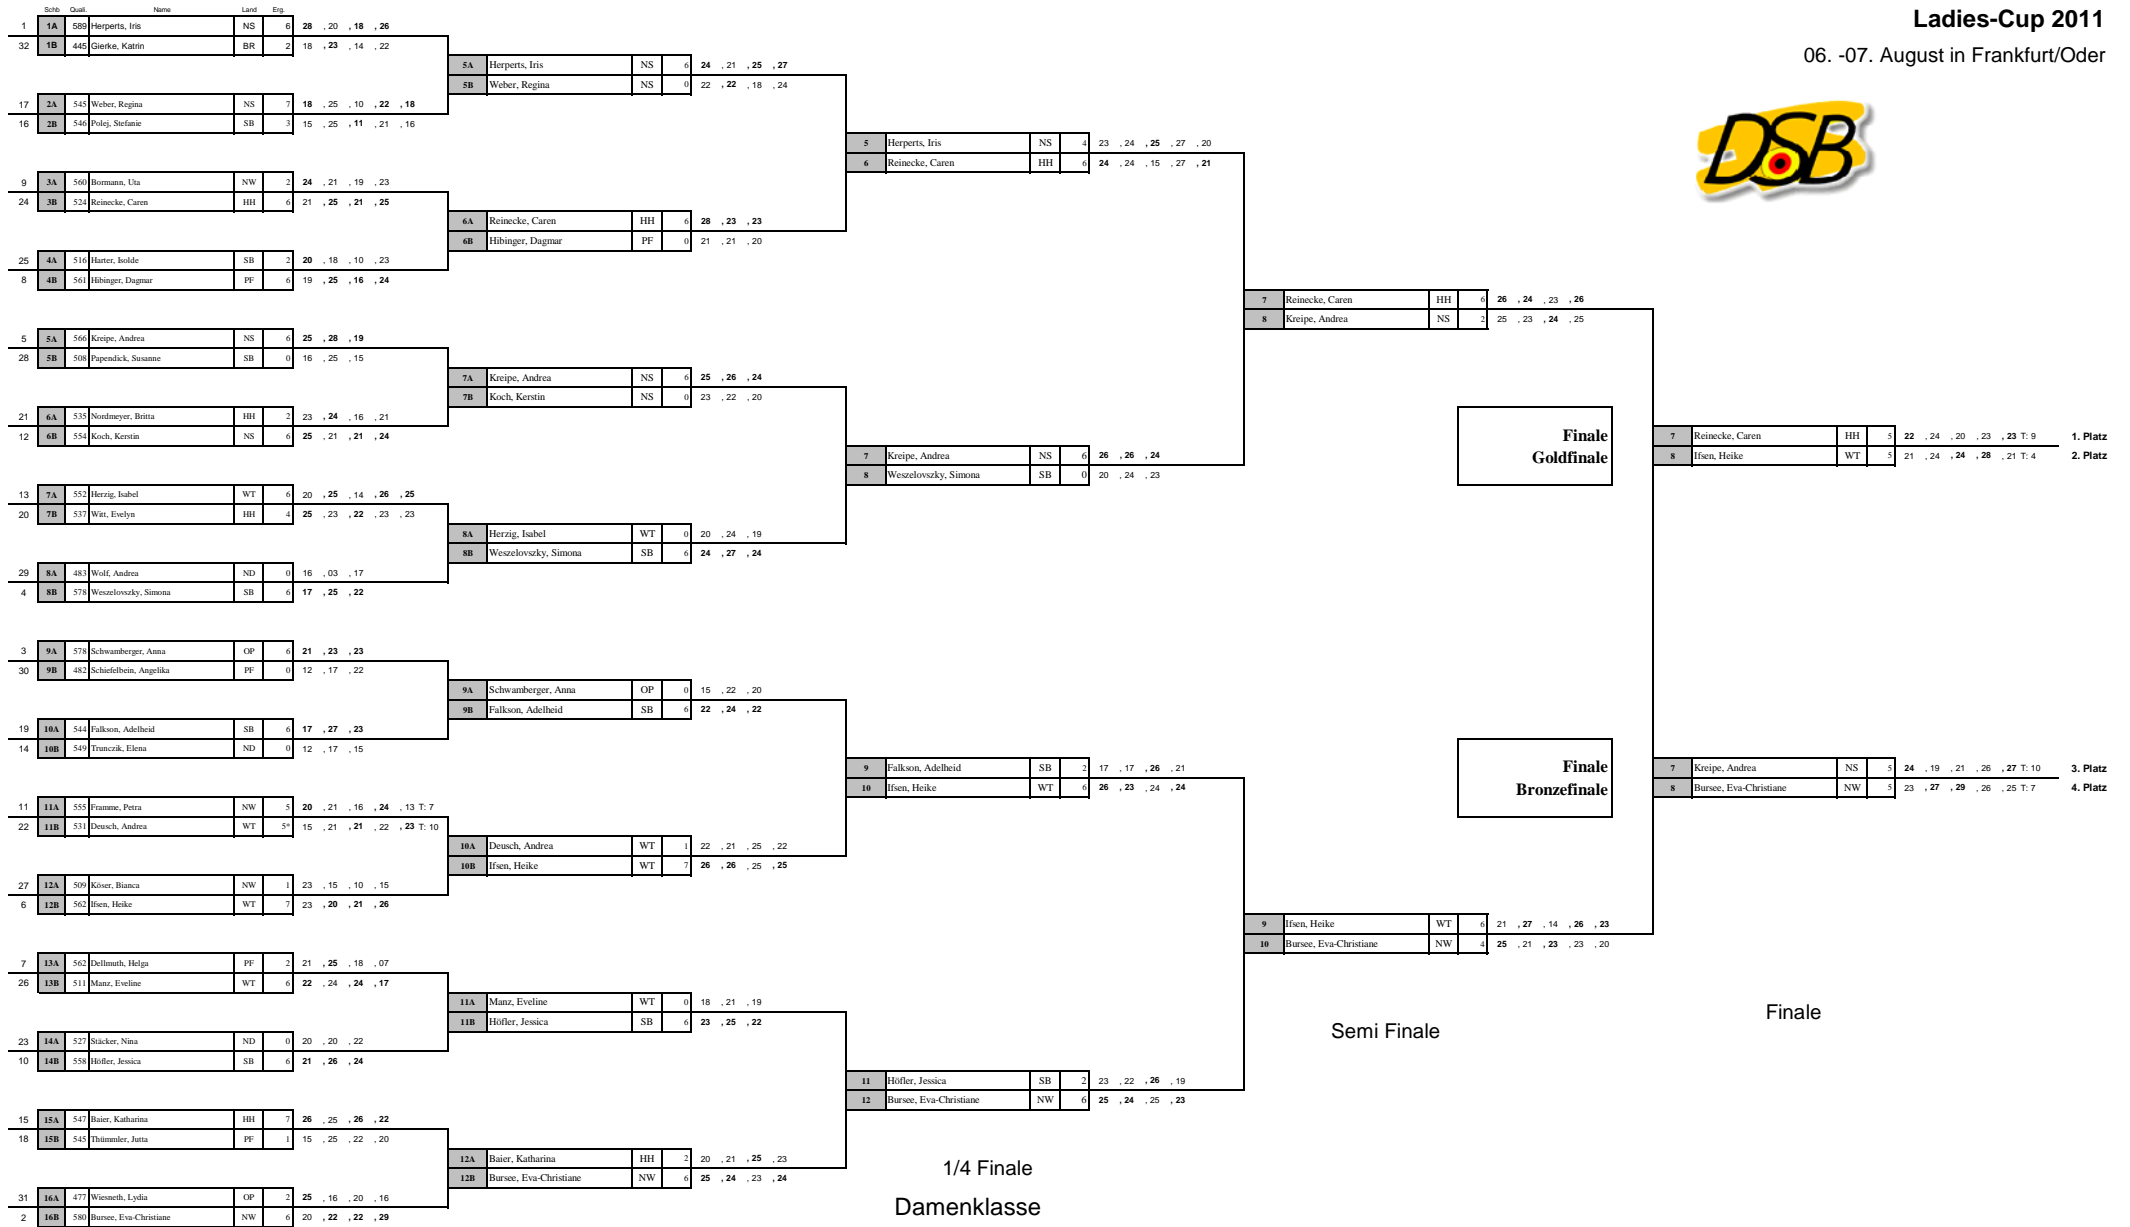 Ladies-Cup 2011
06. -07. August in Frankfurt/Oder
DSB
Schb Quali. Name Land Erg.
1 1A 589 Herperts, Iris NS 6 28 , 20 , 18 , 26
32 1B 445 Gierke, Katrin BR 2 18 , 23 , 14 , 22
17 2A 545 Weber, Regina NS 7 18 , 25 , 10 , 22 , 18
16 2B 546 Polej, Stefanie SB 3 15 , 25 , 11 , 21 , 16
9 3A 560 Bormann, Uta NW 2 24 , 21 , 19 , 23
24 3B 524 Reinecke, Caren HH 6 21 , 25 , 21 , 25
25 4A 516 Harter, Isolde SB 2 20 , 18 , 10 , 23
8 4B 561 Hibinger, Dagmar PF 6 19 , 25 , 16 , 24
5 5A 566 Kreipe, Andrea NS 6 25 , 28 , 19
28 5B 508 Papendick, Susanne SB 0 16 , 25 , 15
21 6A 535 Nordmeyer, Britta HH 2 23 , 24 , 16 , 21
12 6B 554 Koch, Kerstin NS 6 25 , 21 , 21 , 24
13 7A 552 Herzig, Isabel WT 6 20 , 25 , 14 , 26 , 25
20 7B 537 Witt, Evelyn HH 4 25 , 23 , 22 , 23 , 23
29 8A 483 Wolf, Andrea ND 0 16 , 03 , 17
4 8B 578 Weszelovszky, Simona SB 6 17 , 25 , 22
3 9A 578 Schwamberger, Anna OP 6 21 , 23 , 23
30 9B 482 Schiefelbein, Angelika PF 0 12 , 17 , 22
19 10A 544 Falkson, Adelheid SB 6 17 , 27 , 23
14 10B 549 Trunczik, Elena ND 0 12 , 17 , 15
11 11A 555 Framme, Petra NW 5 20 , 21 , 16 , 24 , 13 T: 7
22 11B 531 Deusch, Andrea WT 5* 15 , 21 , 21 , 22 , 23 T: 10
27 12A 509 Köser, Bianca NW 1 23 , 15 , 10 , 15
6 12B 562 Ifsen, Heike WT 7 23 , 20 , 21 , 26
7 13A 562 Dellmuth, Helga PF 2 21 , 25 , 18 , 07
26 13B 511 Manz, Eveline WT 6 22 , 24 , 24 , 17
23 14A 527 Stäcker, Nina ND 0 20 , 20 , 22
10 14B 558 Höfler, Jessica SB 6 21 , 26 , 24
15 15A 547 Baier, Katharina HH 7 26 , 25 , 26 , 22
18 15B 545 Thümmler, Jutta PF 1 15 , 25 , 22 , 20
31 16A 477 Wiesneth, Lydia OP 2 25 , 16 , 20 , 16
2 16B 580 Bursee, Eva-Christiane NW 6 20 , 22 , 22 , 29
5A Herperts, Iris NS 6 24 , 21 , 25 , 27
5B Weber, Regina NS 0 22 , 22 , 18 , 24
6A Reinecke, Caren HH 6 28 , 23 , 23
6B Hibinger, Dagmar PF 0 21 , 21 , 20
7A Kreipe, Andrea NS 6 25 , 26 , 24
7B Koch, Kerstin NS 0 23 , 22 , 20
8A Herzig, Isabel WT 0 20 , 24 , 19
8B Weszelovszky, Simona SB 6 24 , 27 , 24
9A Schwamberger, Anna OP 0 15 , 22 , 20
9B Falkson, Adelheid SB 6 22 , 24 , 22
10A Deusch, Andrea WT 1 22 , 21 , 25 , 22
10B Ifsen, Heike WT 7 26 , 26 , 25 , 25
11A Manz, Eveline WT 0 18 , 21 , 19
11B Höfler, Jessica SB 6 23 , 25 , 22
12A Baier, Katharina HH 2 20 , 21 , 25 , 23
12B Bursee, Eva-Christiane NW 6 25 , 24 , 23 , 24
5 Herperts, Iris NS 4 23 , 24 , 25 , 27 , 20
6 Reinecke, Caren HH 6 24 , 24 , 15 , 27 , 21
7 Kreipe, Andrea NS 6 26 , 26 , 24
8 Weszelovszky, Simona SB 0 20 , 24 , 23
9 Falkson, Adelheid SB 2 17 , 17 , 26 , 21
10 Ifsen, Heike WT 6 26 , 23 , 24 , 24
11 Höfler, Jessica SB 2 23 , 22 , 26 , 19
12 Bursee, Eva-Christiane NW 6 25 , 24 , 25 , 23
1/4 Finale
Damenklasse
7 Reinecke, Caren HH 6 26 , 24 , 23 , 26
8 Kreipe, Andrea NS 2 25 , 23 , 24 , 25
9 Ifsen, Heike WT 6 21 , 27 , 14 , 26 , 23
10 Bursee, Eva-Christiane NW 4 25 , 21 , 23 , 23 , 20
Semi Finale
Finale
Goldfinale
7 Reinecke, Caren HH 5 22 , 24 , 20 , 23 , 23 T: 9 1. Platz
8 Ifsen, Heike WT 5 21 , 24 , 24 , 28 , 21 T: 4 2. Platz
Finale
Bronzefinale
7 Kreipe, Andrea NS 5 24 , 19 , 21 , 26 , 27 T: 10 3. Platz
8 Bursee, Eva-Christiane NW 5 23 , 27 , 29 , 26 , 25 T: 7 4. Platz
Finale